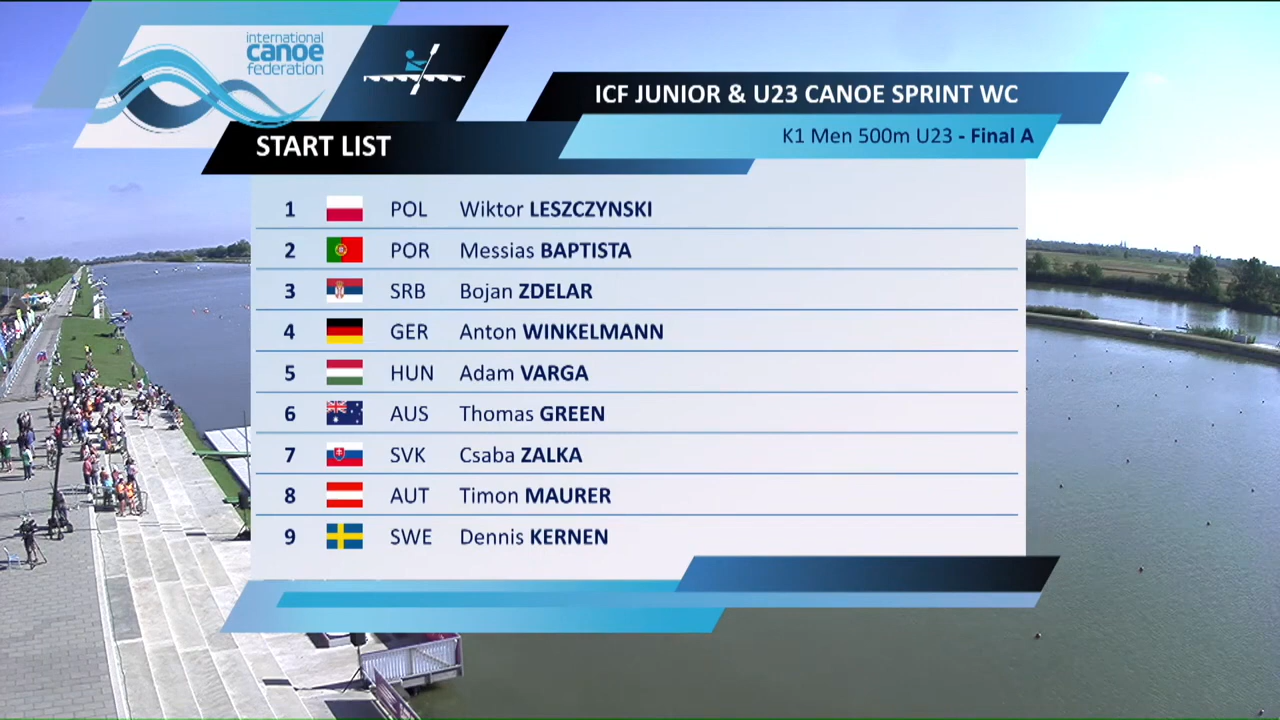 international
canoe
federation
ICF JUNIOR & U23 CANOE SPRINT WC
K1 Men 500m U23 - Final A
START LIST
1 POL Wiktor LESZCZYNSKI
2 POR Messias BAPTISTA
3 SRB Bojan ZDELAR
4 GER Anton WINKELMANN
5 HUN Adam VARGA
6 AUS Thomas GREEN
7 SVK Csaba ZALKA
8 AUT Timon MAURER
9 SWE Dennis KERNEN